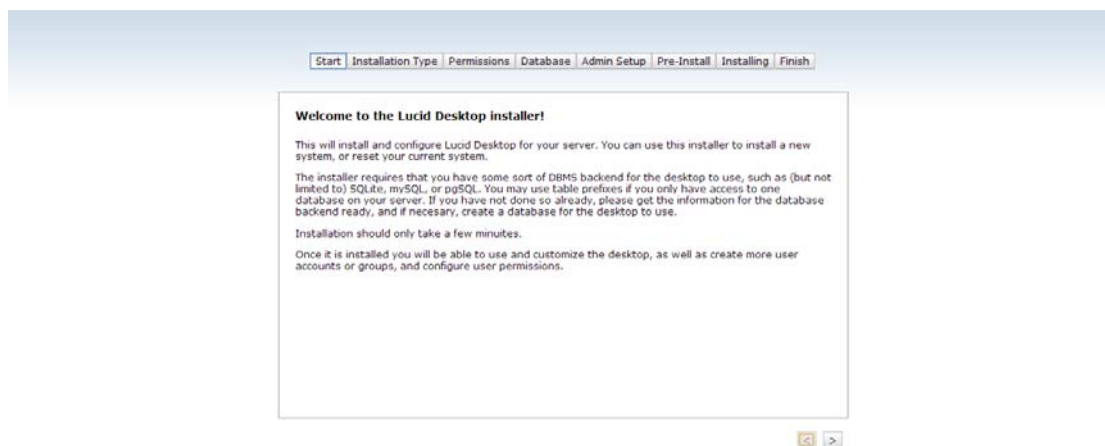 Start Installation Type Permissions Database Admin Setup Pre-Install Installing Finish
Welcome to the Lucid Desktop installer!
This will install and configure Lucid Desktop for your server. You can use this installer to install a new
system, or reset your current system.
The installer requires that you have some sort of DBMS backend for the desktop to use, such as (but not
limited to) SQLite, mySQL, or pgSQL. You may use table prefixes if you only have access to one
database on your server. If you have not done so already, please get the information for the database
backend ready, and if necesary, create a database for the desktop to use.
Installation should only take a few minuites.
Once it is installed you will be able to use and customize the desktop, as well as create more user
accounts or groups, and configure user permissions.
< >